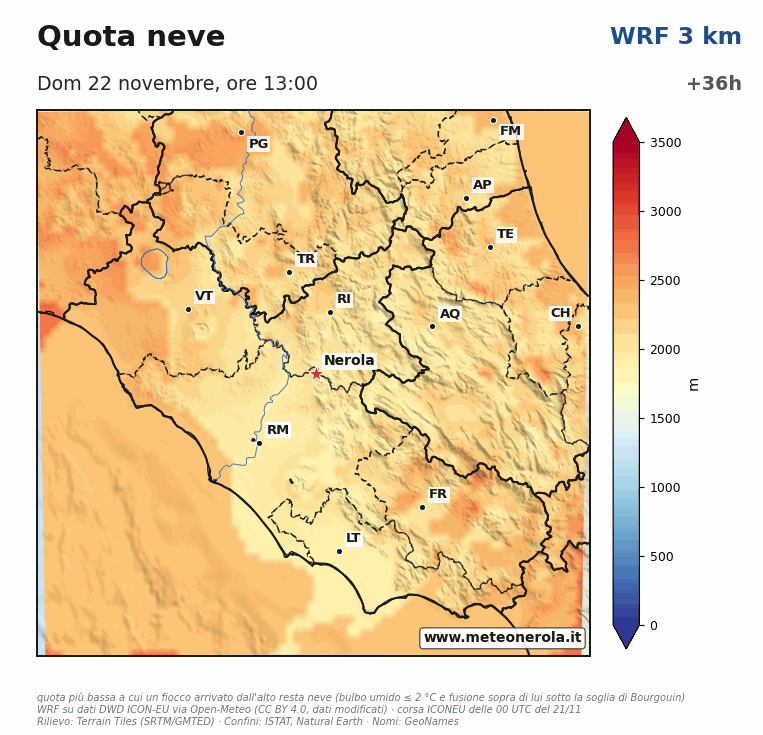 Quota neve
WRF 3 km
Dom 22 novembre, ore 13:00
+36h
FM
PG
AP
TE
TR
VT
RI
AQ
CH
Nerola
RM
FR
LT
www.meteonerola.it
3500
3000
2500
2000
1500
1000
500
0
m
quota più bassa a cui un fiocco arrivato dall'alto resta neve (bulbo umido ≤ 2 °C e fusione sopra di lui sotto la soglia di Bourgouin)
WRF su dati DWD ICON-EU via Open-Meteo (CC BY 4.0, dati modificati) · corsa ICONEU delle 00 UTC del 21/11
Rilievo: Terrain Tiles (SRTM/GMTED) · Confini: ISTAT, Natural Earth · Nomi: GeoNames